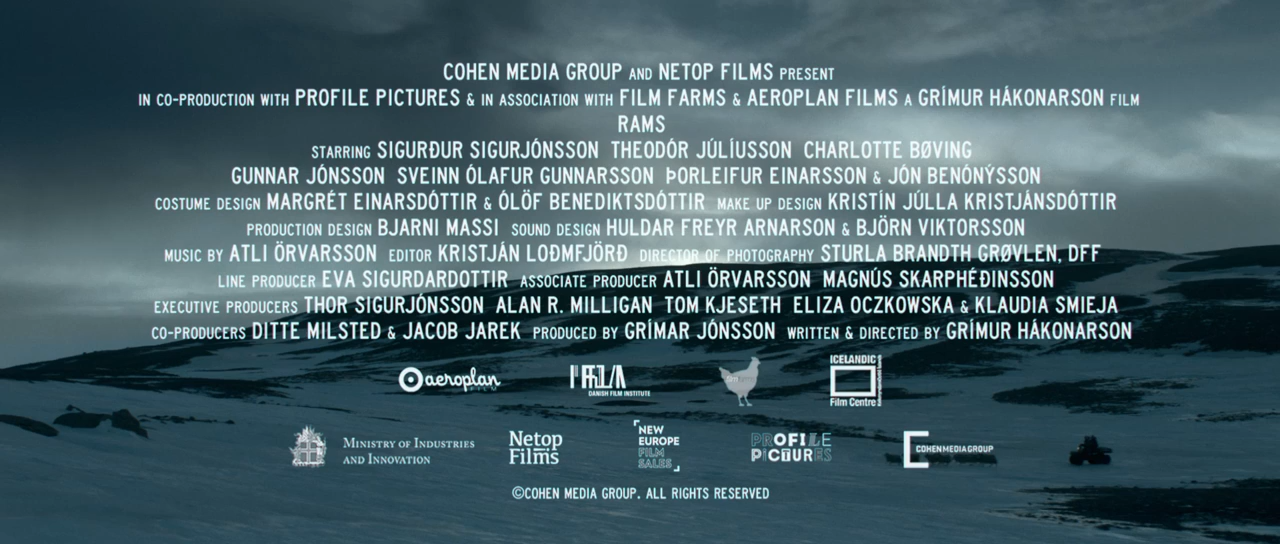 COHEN MEDIA GROUP AND NETOP FILMS PRESENT
IN CO-PRODUCTION WITH PROFILE PICTURES & IN ASSOCIATION WITH FILM FARMS & AEROPLAN FILMS A GRÍMUR HÁKONARSON FILM
RAMS
STARRING SIGURÐUR SIGURJÓNSSON THEODÓR JÚLÍUSSON CHARLOTTE BØVING
GUNNAR JÓNSSON SVEINN ÓLAFUR GUNNARSSON ÞORLEIFUR EINARSSON & JÓN BENÓNÝSSON
COSTUME DESIGN MARGRÉT EINARSDÓTTIR & ÓLÖF BENEDIKTSDÓTTIR MAKE UP DESIGN KRISTÍN JÚLLA KRISTJÁNSDÓTTIR
PRODUCTION DESIGN BJARNI MASSI SOUND DESIGN HULDAR FREYR ARNARSON & BJÖRN VIKTORSSON
MUSIC BY ATLI ÖRVARSSON EDITOR KRISTJÁN LOÐMFJÖRÐ DIRECTOR OF PHOTOGRAPHY STURLA BRANDTH GRØVLEN, DFF
LINE PRODUCER EVA SIGURDARDOTTIR ASSOCIATE PRODUCER ATLI ÖRVARSSON MAGNÚS SKARPHÉÐINSSON
EXECUTIVE PRODUCERS THOR SIGURJÓNSSON ALAN R. MILLIGAN TOM KJESETH ELIZA OCZKOWSKA & KLAUDIA SMIEJA
CO-PRODUCERS DITTE MILSTED & JACOB JAREK PRODUCED BY GRÍMAR JÓNSSON WRITTEN & DIRECTED BY GRÍMUR HÁKONARSON
aeroplan
FILM
DANISH FILM INSTITUTE
ICELANDIC
Film Centre
MINISTRY OF INDUSTRIES
AND INNOVATION
Netop
Films
NEW
EUROPE
FILM
SALES
PROFILE
PICTURES
COHEN MEDIA GROUP
©COHEN MEDIA GROUP. ALL RIGHTS RESERVED